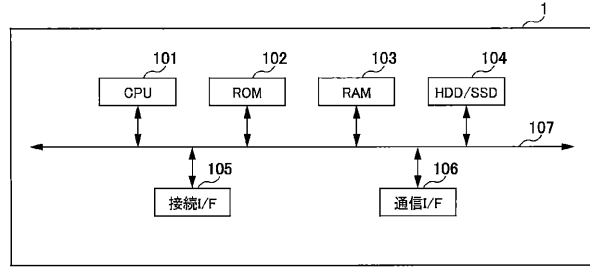 1
101
102
103
104
CPU
ROM
RAM
HDD/SSD
107
105
106
接続I/F
通信I/F